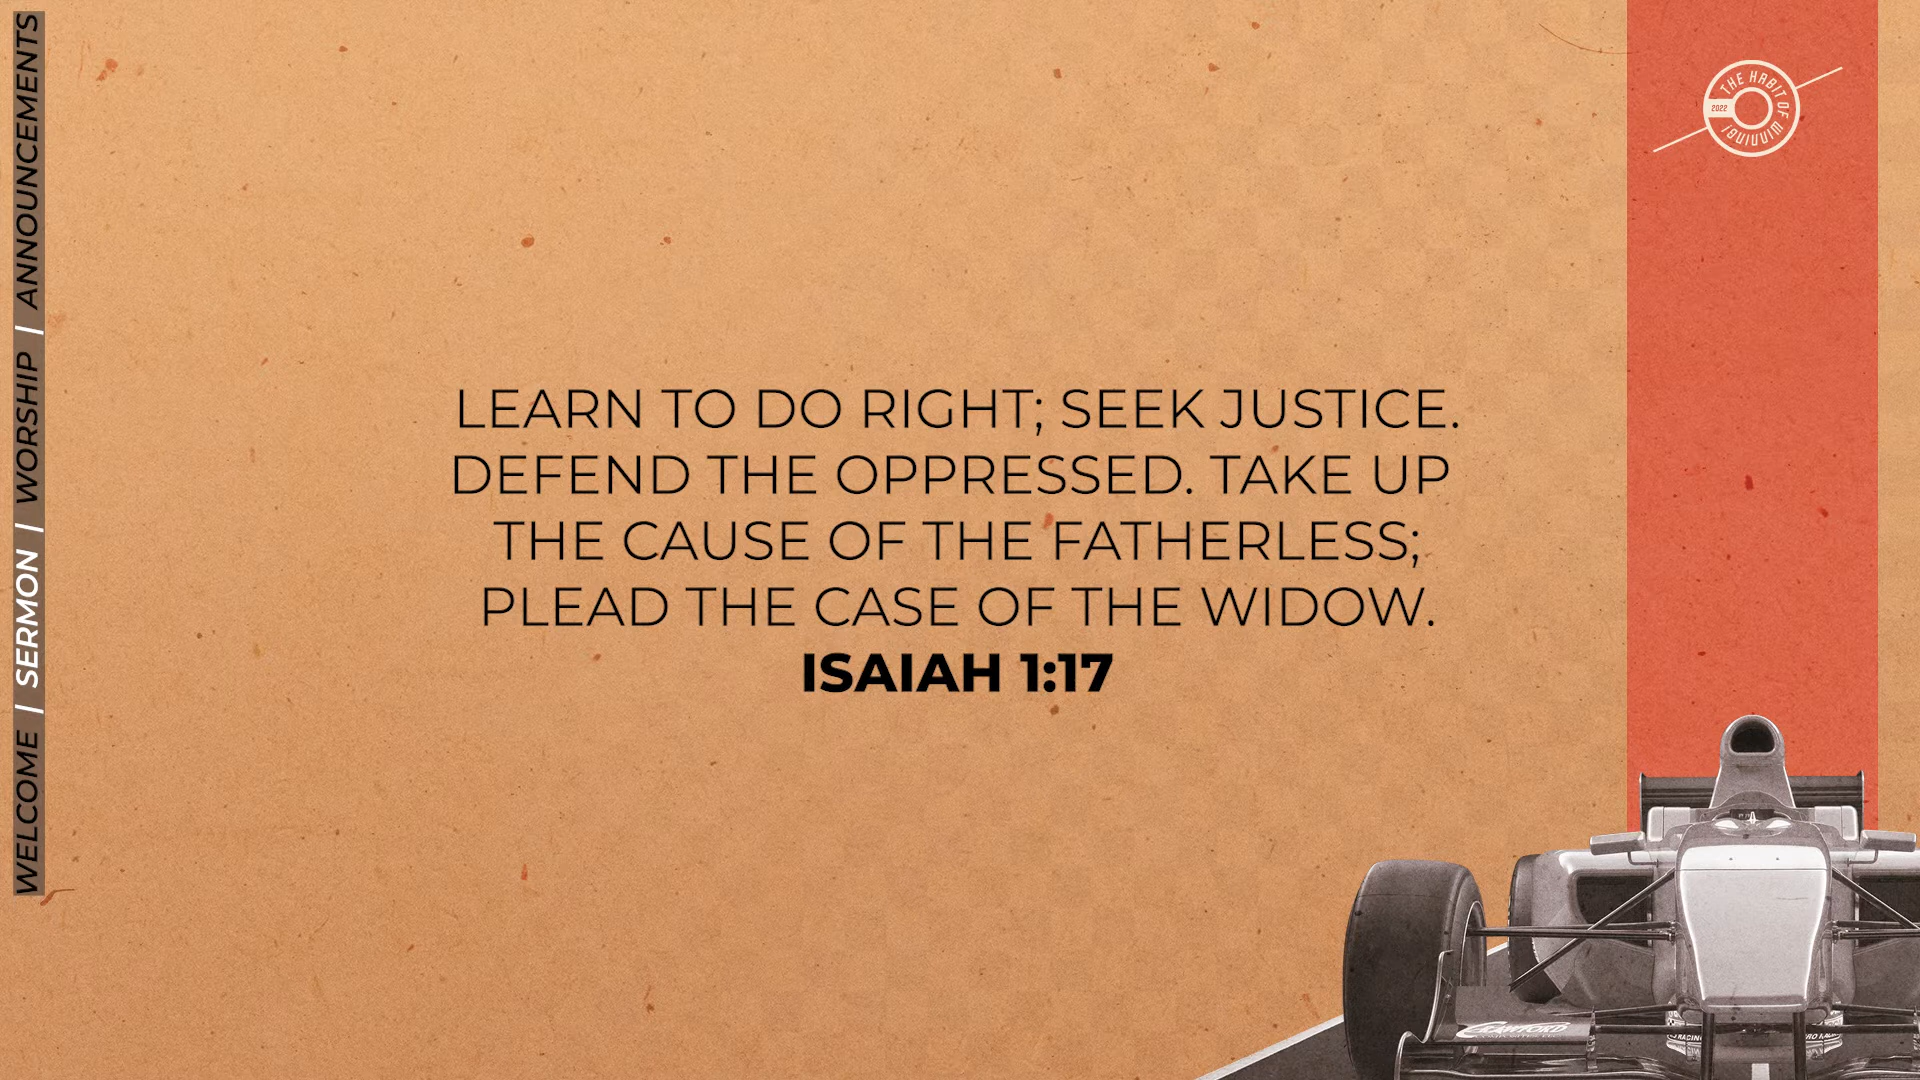 WELCOME | SERMON | WORSHIP | ANNOUNCEMENTS
THE HABIT OF WINNING!
2022
LEARN TO DO RIGHT; SEEK JUSTICE.
DEFEND THE OPPRESSED. TAKE UP
THE CAUSE OF THE FATHERLESS;
PLEAD THE CASE OF THE WIDOW.
ISAIAH 1:17
CRAWFORD